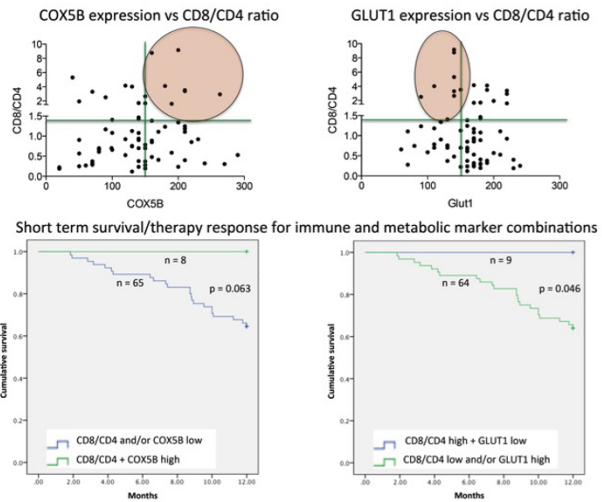 COX5B expression vs CD8/CD4 ratio
GLUT1 expression vs CD8/CD4 ratio
CD8/CD4
10
8
6
4
2
1.5
1.0
0.5
0.0
0
100
200
300
COX5B
CD8/CD4
10
8
6
4
2
1.5
1.0
0.5
0.0
0
100
200
300
Glut1
Short term survival/therapy response for immune and metabolic marker combinations
Cumulative survival
1.0
0.8
0.6
0.4
0.2
0.0
n = 8
n = 65
p = 0.063
CD8/CD4 and/or COX5B low
CD8/CD4 + COX5B high
.00
2.00
4.00
6.00
8.00
10.00
12.00
Months
Cumulative survival
1.0
0.8
0.6
0.4
0.2
0.0
n = 9
n = 64
p = 0.046
CD8/CD4 high + GLUT1 low
CD8/CD4 low and/or GLUT1 high
.00
2.00
4.00
6.00
8.00
10.00
12.00
Months